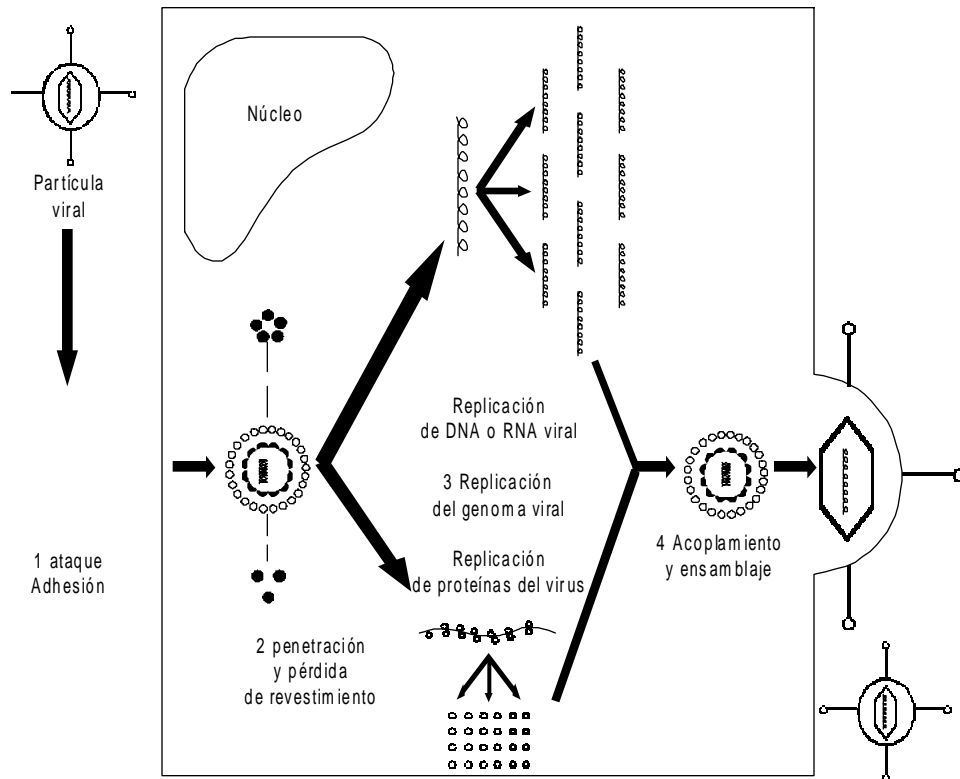 Núcleo
Partícula
viral
Replicación
de DNA o RNA viral
3 Replicación
del genoma viral
Replicación
de proteínas del virus
1 ataque
Adhesión
2 penetración
y pérdida
de revestimiento
4 Acoplamiento
y ensamblaje